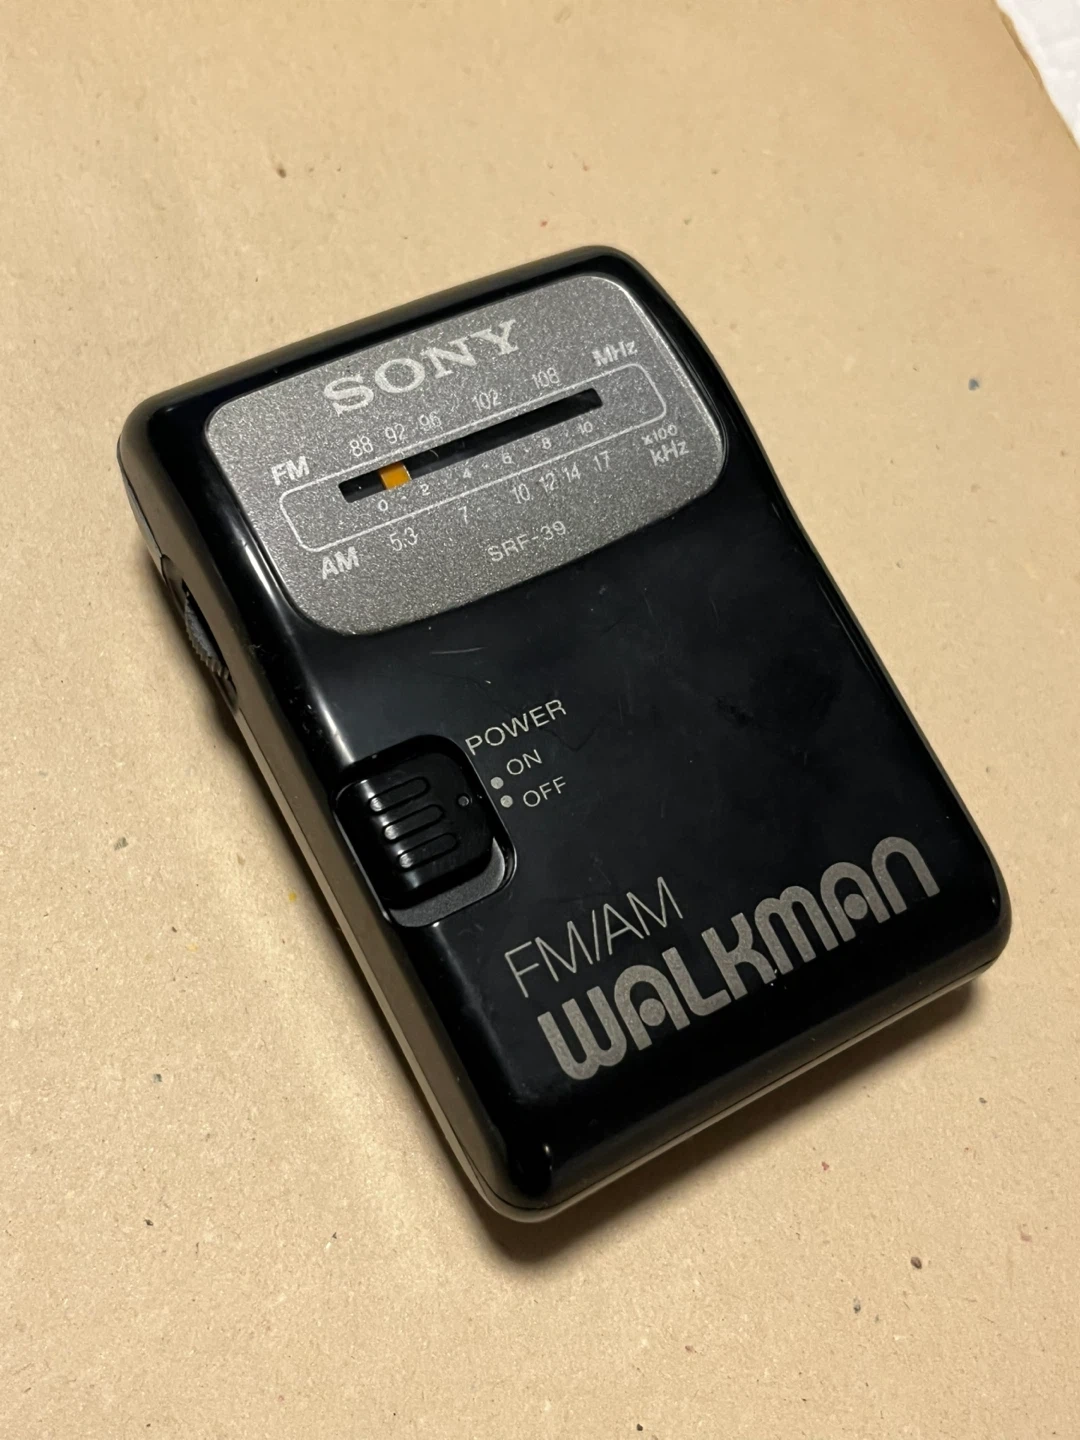 SONY
FM 88 92 96 102 108 MHz
0 · 2 · 4 · 6 · 8 · 10
AM 5.3 7 10 12 14 17 x100 kHz
SRF-39
POWER
• ON
• OFF
FM/AM
WALKMAN